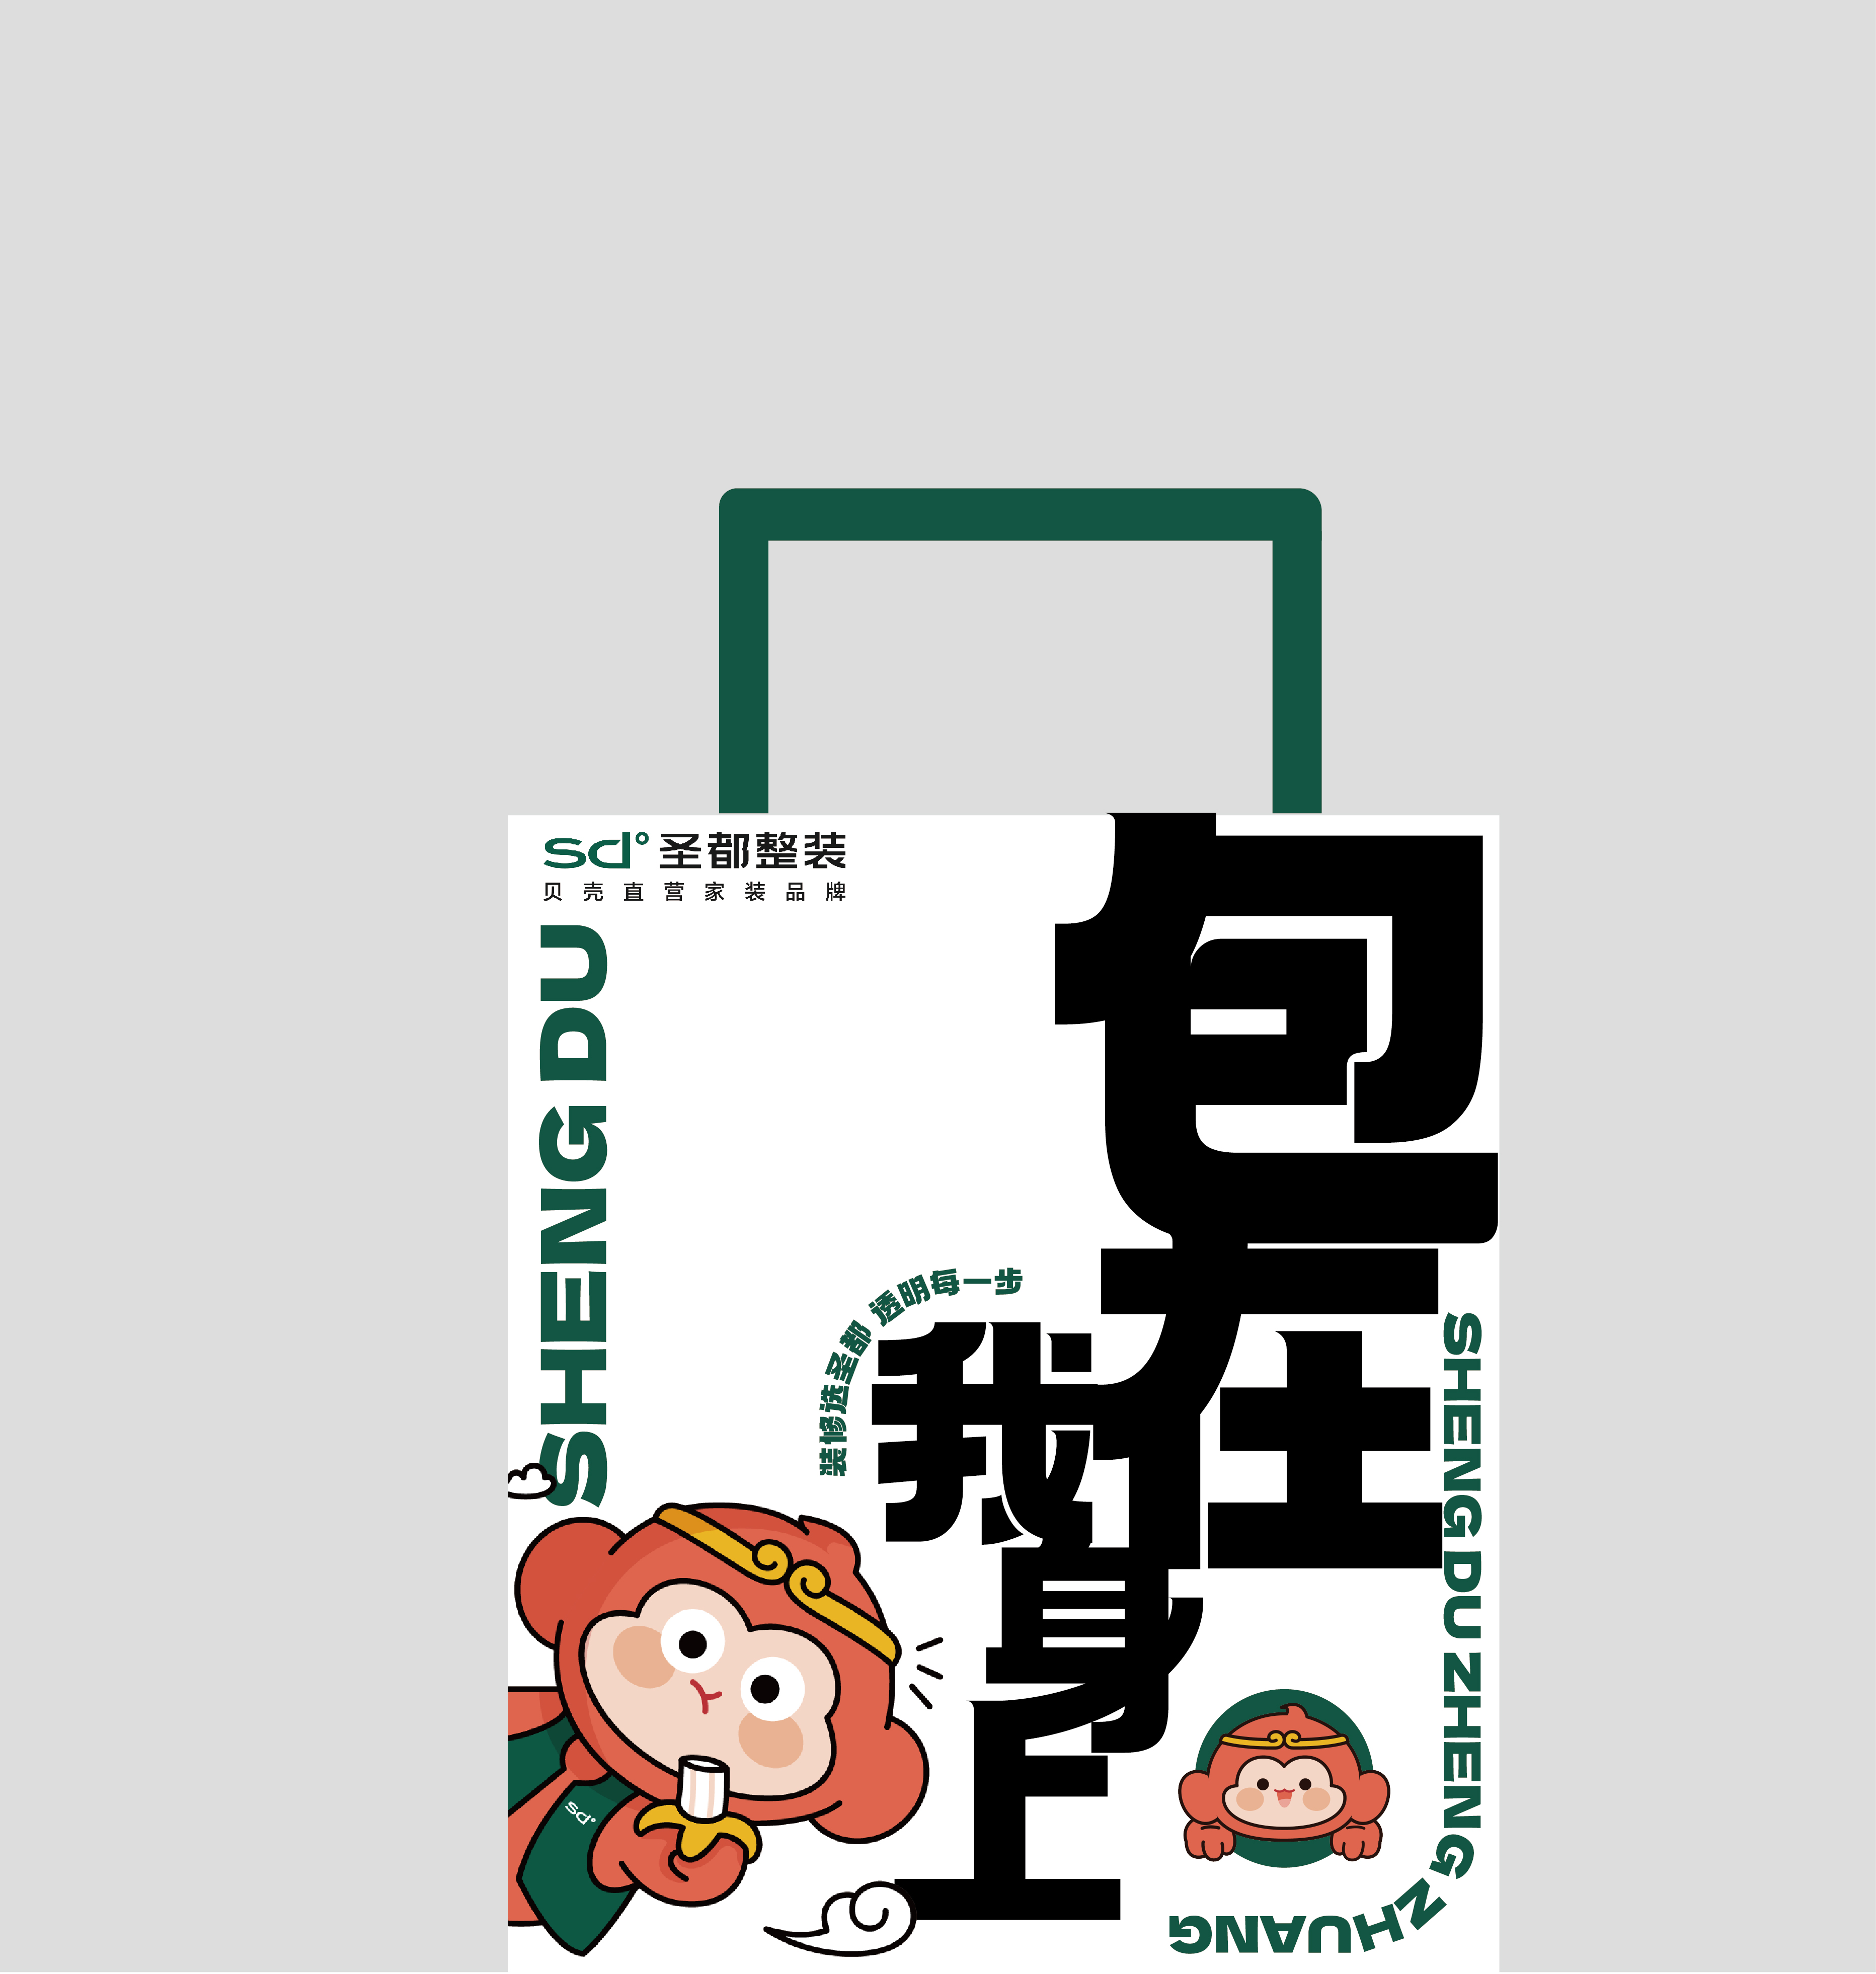 sd° 圣都整装
贝壳直营家装品牌
SHENG DU
包在
我身上
装修选圣都 透明每一步
SHENG DU ZHENG ZHUANG
sd°